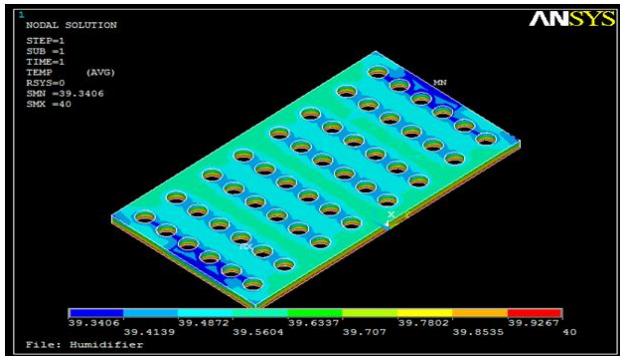 1
NODAL SOLUTION
ANSYS
STEP=1
SUB =1
TIME=1
TEMP (AVG)
RSYS=0
SMN =39.3406
SMX =40
MN
X
MX
39.3406 39.4872 39.6337 39.7802 39.9267
39.4139 39.5604 39.707 39.8535 40
File: Humidifier